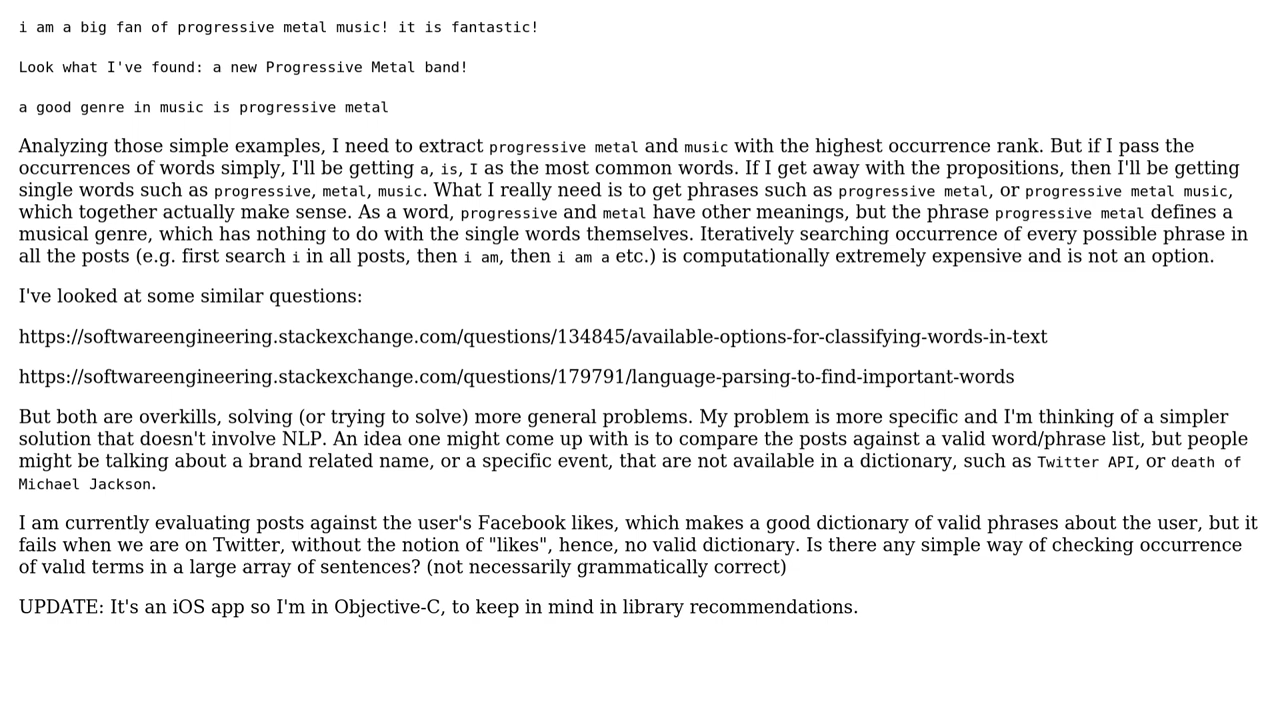 i am a big fan of progressive metal music! it is fantastic!
Look what I've found: a new Progressive Metal band!
a good genre in music is progressive metal
Analyzing those simple examples, I need to extract progressive metal and music with the highest occurrence rank. But if I pass the
occurrences of words simply, I'll be getting a, is, I as the most common words. If I get away with the propositions, then I'll be getting
single words such as progressive, metal, music. What I really need is to get phrases such as progressive metal, or progressive metal music,
which together actually make sense. As a word, progressive and metal have other meanings, but the phrase progressive metal defines a
musical genre, which has nothing to do with the single words themselves. Iteratively searching occurrence of every possible phrase in
all the posts (e.g. first search i in all posts, then i am, then i am a etc.) is computationally extremely expensive and is not an option.
I've looked at some similar questions:
https://softwareengineering.stackexchange.com/questions/134845/available-options-for-classifying-words-in-text
https://softwareengineering.stackexchange.com/questions/179791/language-parsing-to-find-important-words
But both are overkills, solving (or trying to solve) more general problems. My problem is more specific and I'm thinking of a simpler
solution that doesn't involve NLP. An idea one might come up with is to compare the posts against a valid word/phrase list, but people
might be talking about a brand related name, or a specific event, that are not available in a dictionary, such as Twitter API, or death of
Michael Jackson.
I am currently evaluating posts against the user's Facebook likes, which makes a good dictionary of valid phrases about the user, but it
fails when we are on Twitter, without the notion of "likes", hence, no valid dictionary. Is there any simple way of checking occurrence
of valıd terms in a large array of sentences? (not necessarily grammatically correct)
UPDATE: It's an iOS app so I'm in Objective-C, to keep in mind in library recommendations.